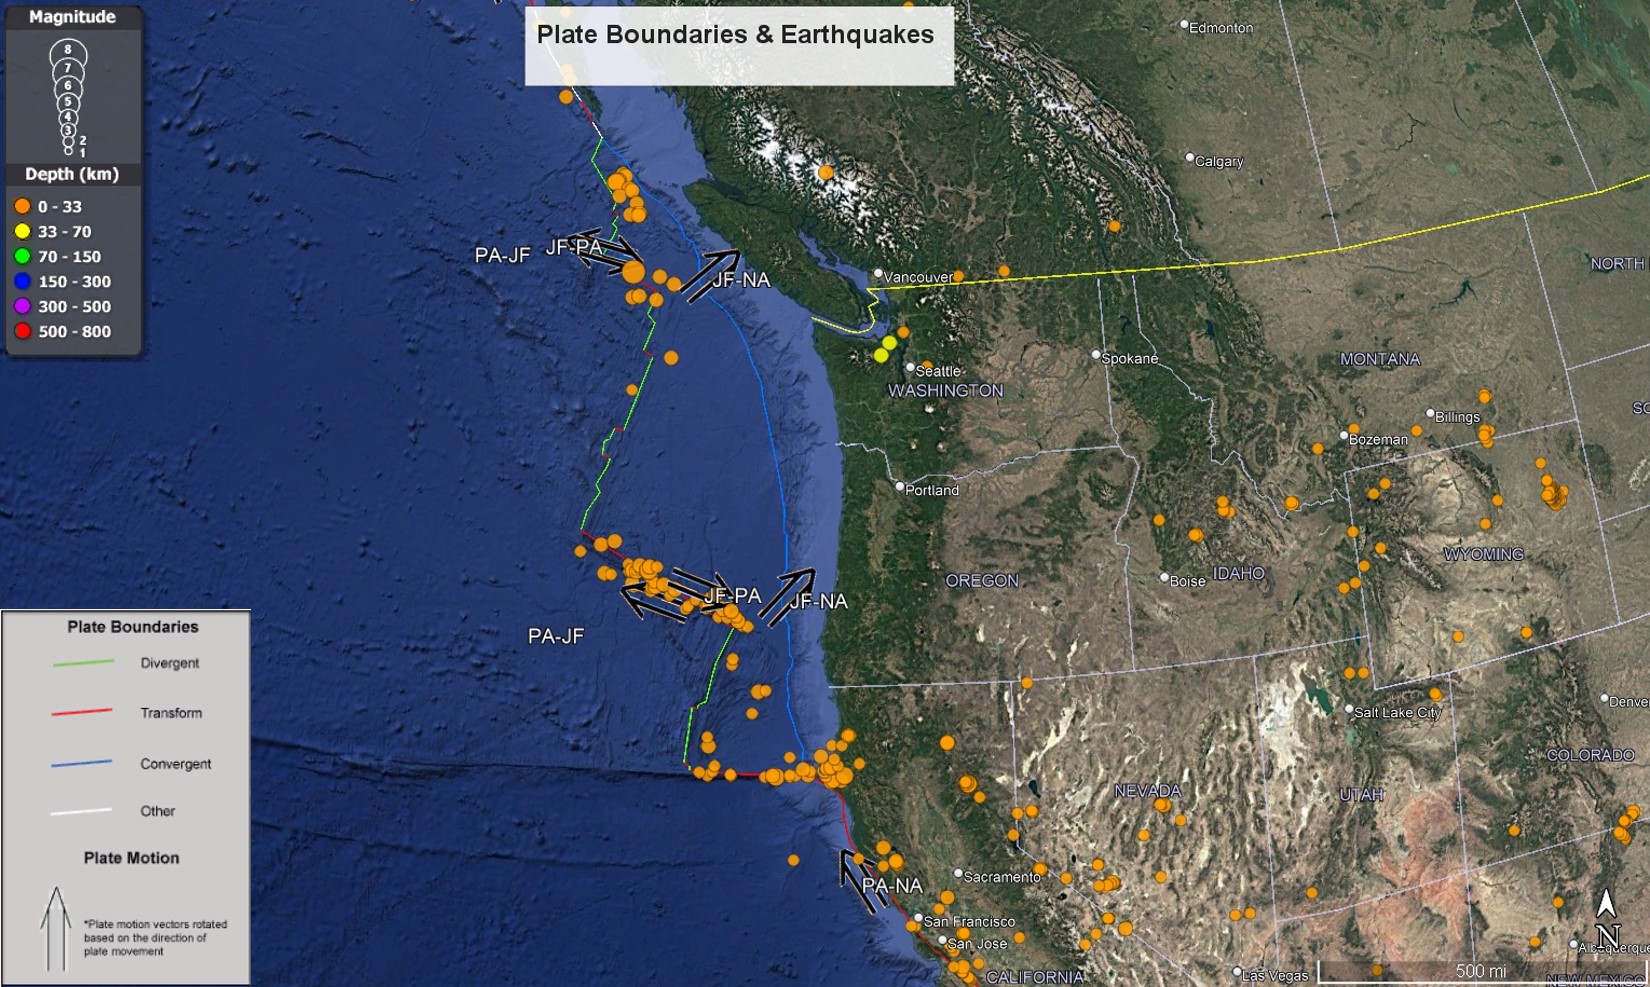 Plate Boundaries & Earthquakes
Magnitude
8
7
6
5
4
3
2
1
Depth (km)
0 - 33
33 - 70
70 - 150
150 - 300
300 - 500
500 - 800
Edmonton
Calgary
PA-JF
JF-PA
JF-NA
Vancouver
NORTH
Seattle
WASHINGTON
Spokane
MONTANA
Billings
Bozeman
Portland
WYOMING
OREGON
Boise
IDAHO
JF-PA
JF-NA
PA-JF
Salt Lake City
Denve
COLORADO
NEVADA
UTAH
PA-NA
Sacramento
San Francisco
San Jose
CALIFORNIA
Las Vegas
Albuquerque
NEW MEXICO
N
500 mi
Plate Boundaries
Divergent
Transform
Convergent
Other
Plate Motion
*Plate motion vectors rotated
based on the direction of
plate movement